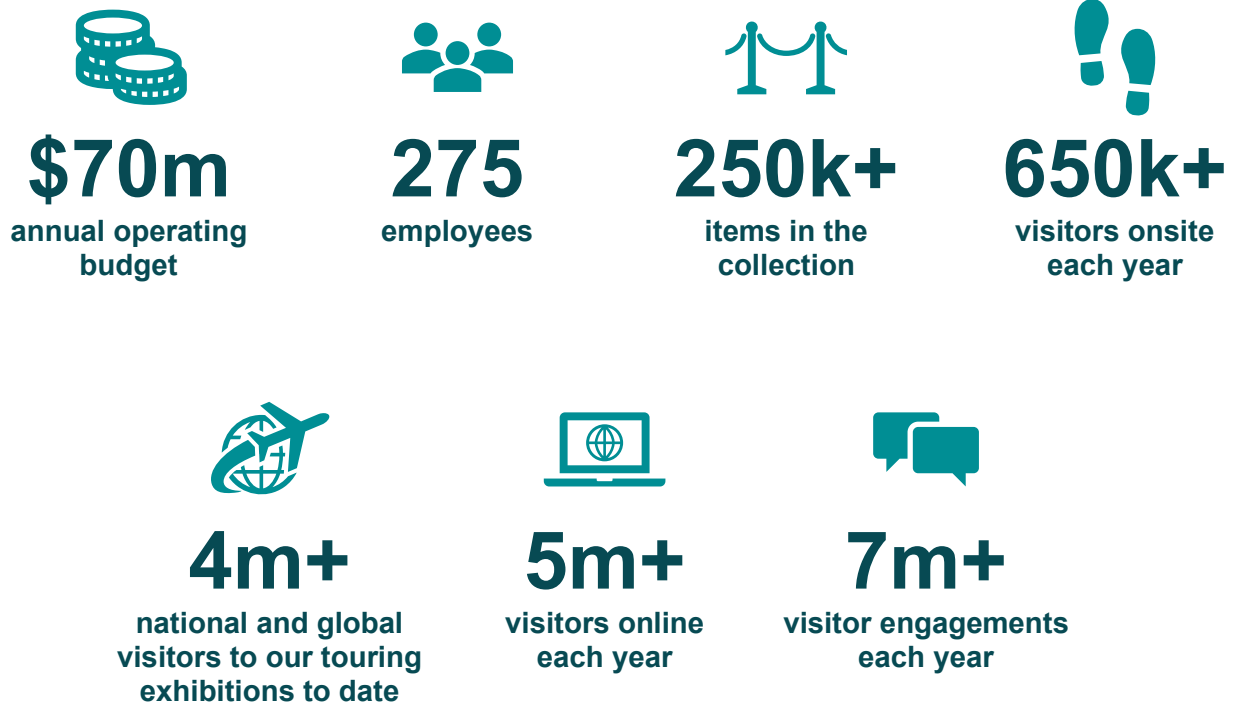 $70m
annual operating
budget
275
employees
250k+
items in the
collection
650k+
visitors onsite
each year
4m+
national and global
visitors to our touring
exhibitions to date
5m+
visitors online
each year
7m+
visitor engagements
each year